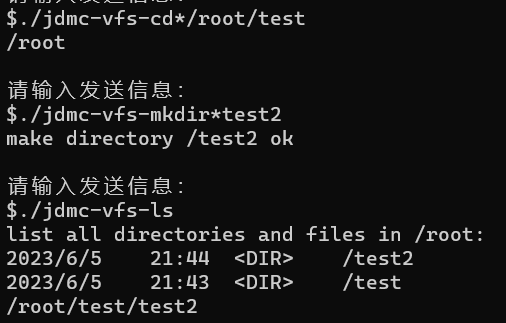 $./jdmc-vfs-cd*/root/test
/root
请输入发送信息:
$./jdmc-vfs-mkdir*test2
make directory /test2 ok
请输入发送信息:
$./jdmc-vfs-ls
list all directories and files in /root:
2023/6/5    21:44  <DIR>    /test2
2023/6/5    21:43  <DIR>    /test
/root/test/test2